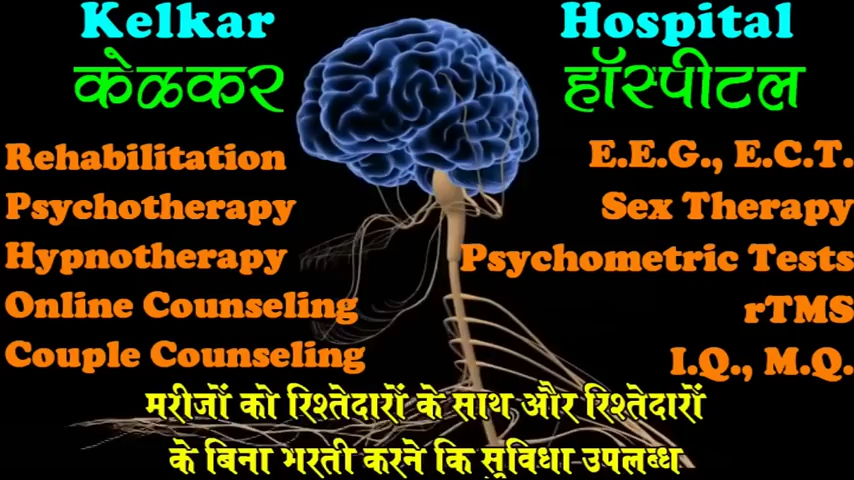 Kelkar Hospital
केळकर हॉस्पीटल
Rehabilitation
Psychotherapy
Hypnotherapy
Online Counseling
Couple Counseling
E.E.G., E.C.T.
Sex Therapy
Psychometric Tests
rTMS
I.Q., M.Q.
मरीजों को रिश्तेदारों के साथ और रिश्तेदारों
के बिना भरती करने कि सुविधा उपलब्ध